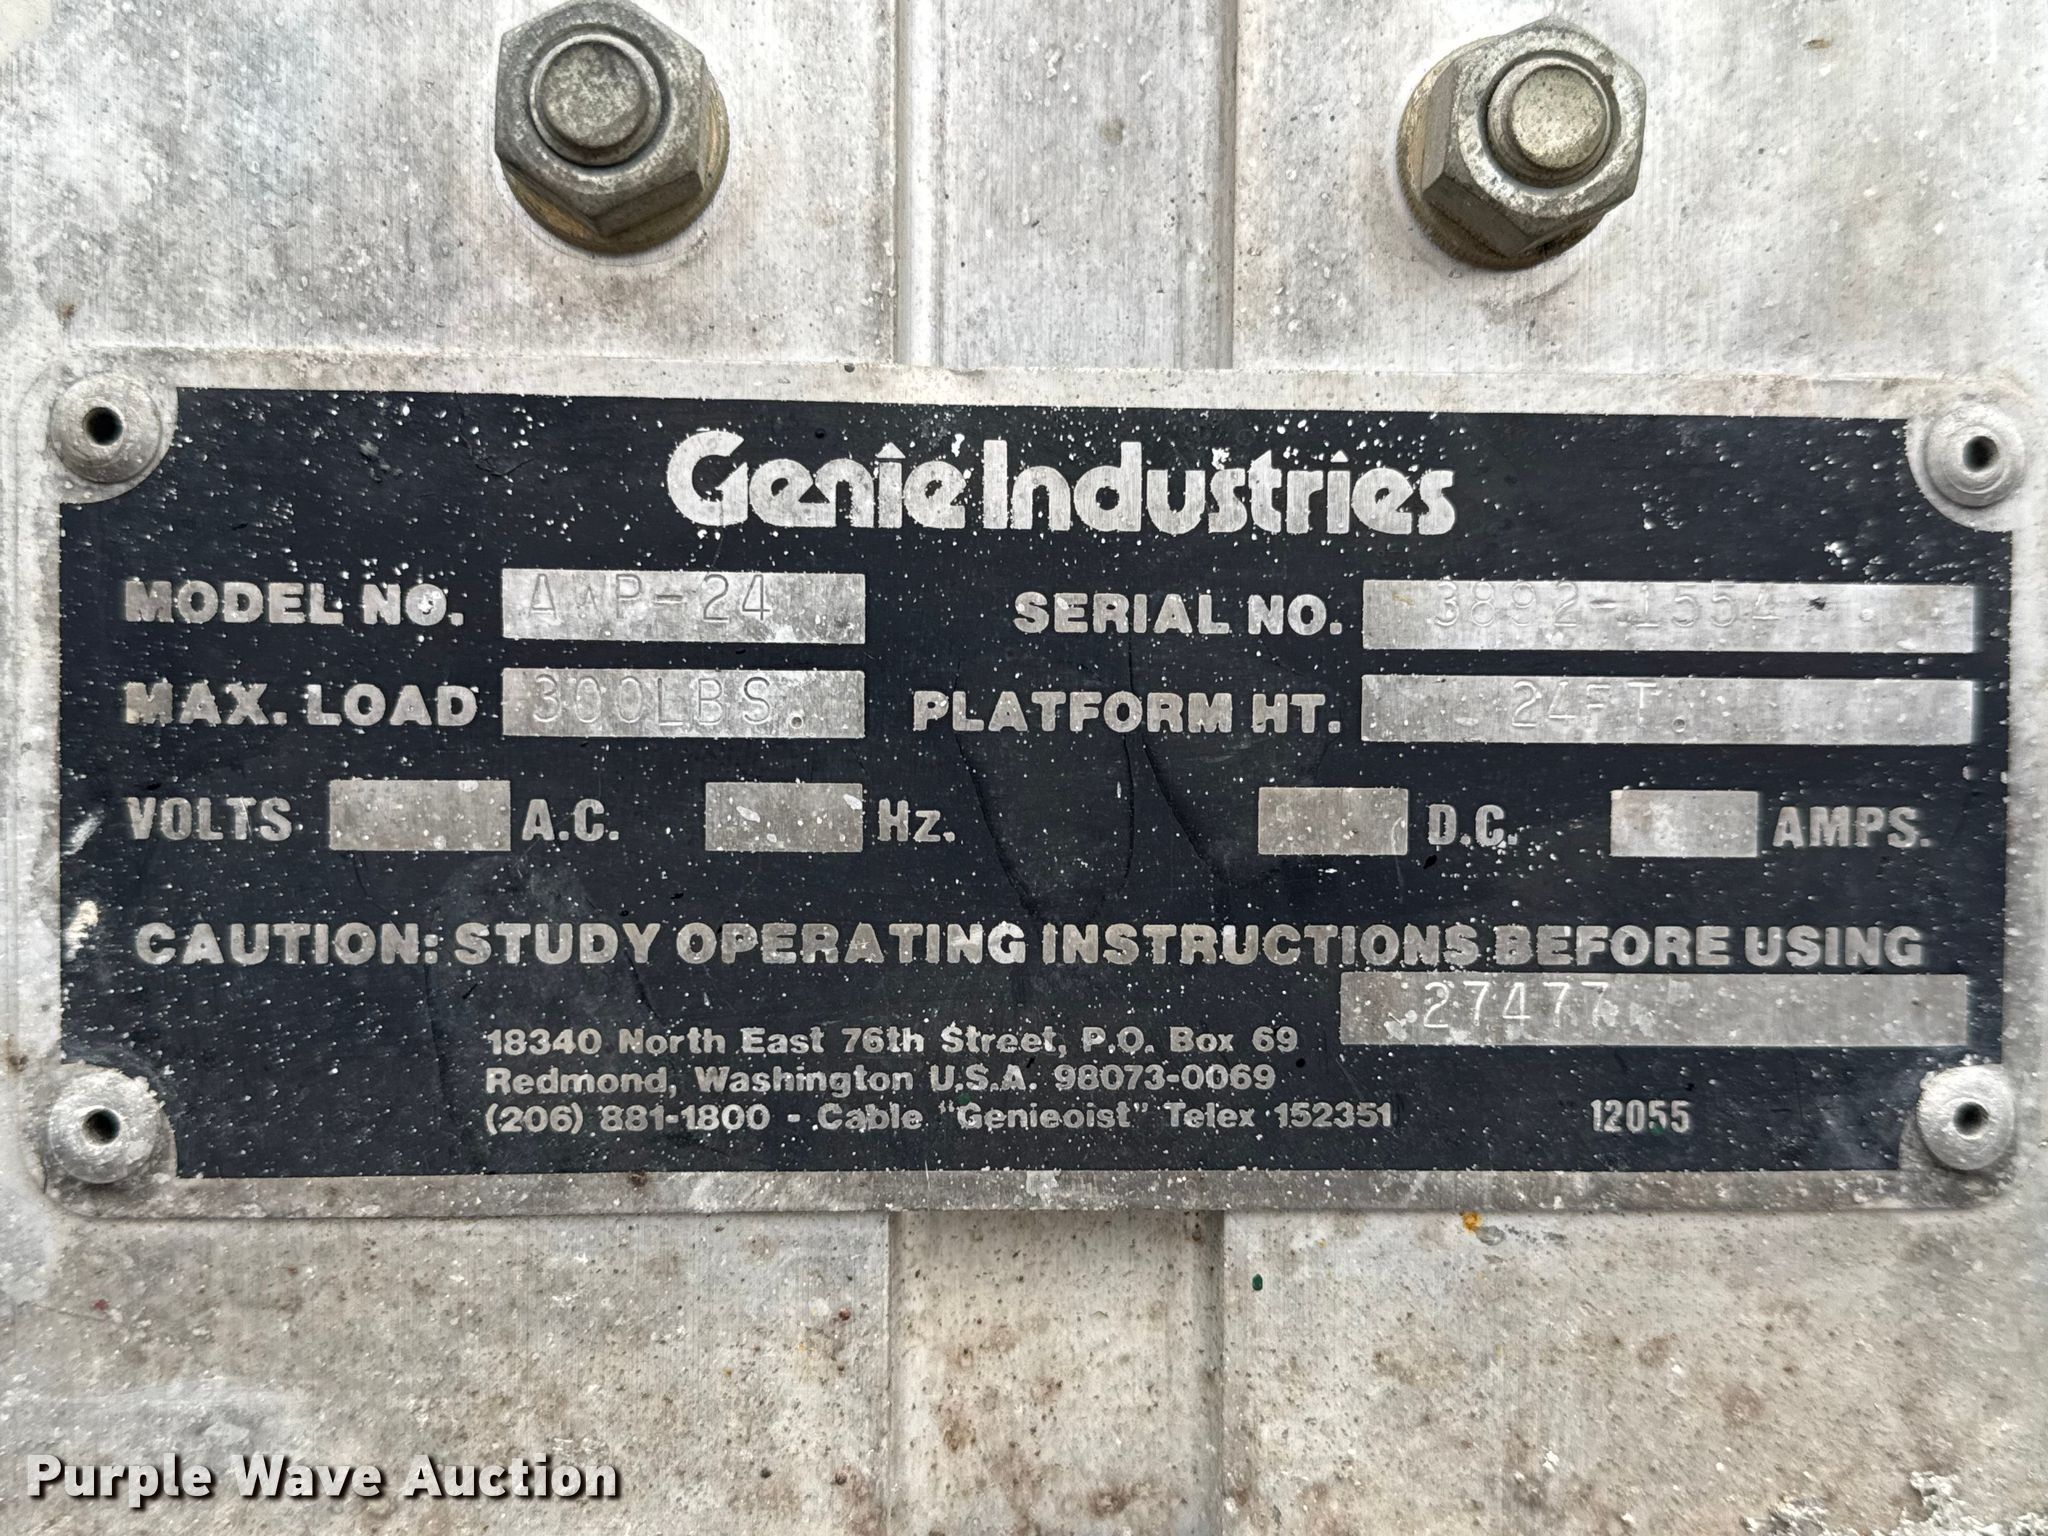 Genie Industries
MODEL NO. AWP-24 SERIAL NO. 3892-1554
MAX. LOAD 300LBS. PLATFORM HT. 24FT.
VOLTS A.C. Hz. D.C. AMPS.
CAUTION: STUDY OPERATING INSTRUCTIONS BEFORE USING
27477
18340 North East 76th Street, P.O. Box 69
Redmond, Washington U.S.A. 98073-0069
(206) 881-1800 - Cable "Genieoist" Telex 152351
12055
Purple Wave Auction